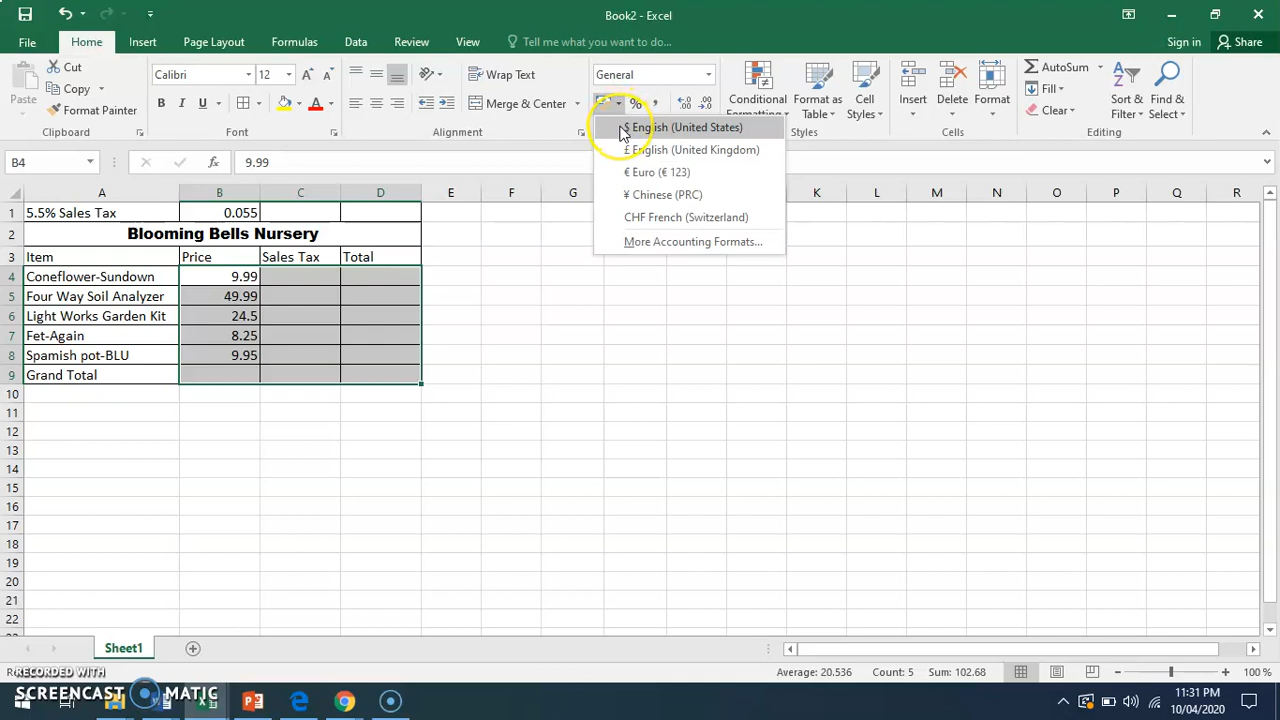 Book2 - Excel
File Home Insert Page Layout Formulas Data Review View Tell me what you want to do... Sign in Share
Cut
Copy
Format Painter
Paste
Clipboard
Calibri 12
B I U
Font
Wrap Text
Merge & Center
Alignment
General
% ,
Conditional Formatting
Format as Table
Cell Styles
Styles
Insert Delete Format
Cells
AutoSum
Fill
Clear
Sort & Filter
Find & Select
Editing
$ English (United States)
£ English (United Kingdom)
€ Euro (€ 123)
¥ Chinese (PRC)
CHF French (Switzerland)
More Accounting Formats...
B4 fx 9.99
A B C D E F G K L M N O P Q R
1 5.5% Sales Tax 0.055
2 Blooming Bells Nursery
3 Item Price Sales Tax Total
4 Coneflower-Sundown 9.99
5 Four Way Soil Analyzer 49.99
6 Light Works Garden Kit 24.5
7 Fet-Again 8.25
8 Spamish pot-BLU 9.95
9 Grand Total
10
11
12
13
14
15
16
17
18
19
20
21
22
Sheet1
Average: 20.536 Count: 5 Sum: 102.68 100 %
RECORDED WITH
SCREENCAST MATIC
11:31 PM
10/04/2020